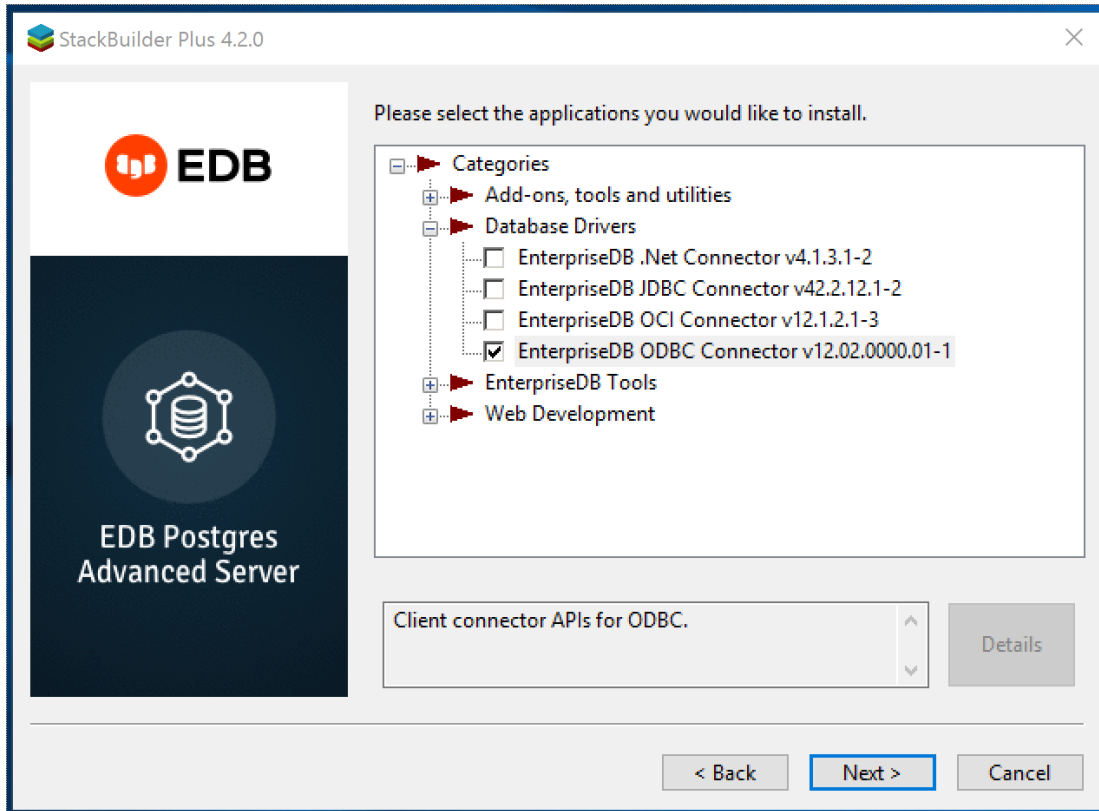 StackBuilder Plus 4.2.0
EDB
EDB Postgres
Advanced Server
Please select the applications you would like to install.
Categories
Add-ons, tools and utilities
Database Drivers
EnterpriseDB .Net Connector v4.1.3.1-2
EnterpriseDB JDBC Connector v42.2.12.1-2
EnterpriseDB OCI Connector v12.1.2.1-3
EnterpriseDB ODBC Connector v12.02.0000.01-1
EnterpriseDB Tools
Web Development
Client connector APIs for ODBC.
Details
< Back
Next >
Cancel